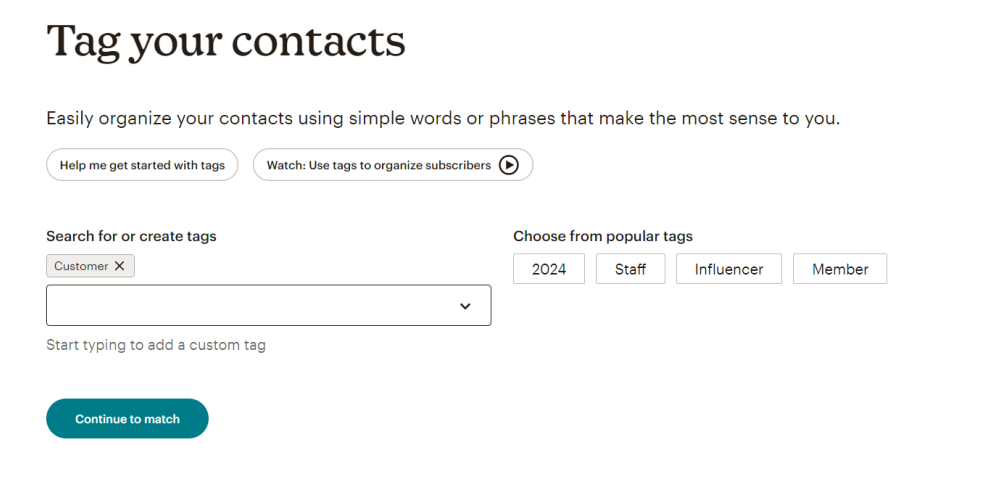 Tag your contacts
Easily organize your contacts using simple words or phrases that make the most sense to you.
Help me get started with tags
Watch: Use tags to organize subscribers
Search for or create tags
Customer
Start typing to add a custom tag
Choose from popular tags
2024
Staff
Influencer
Member
Continue to match